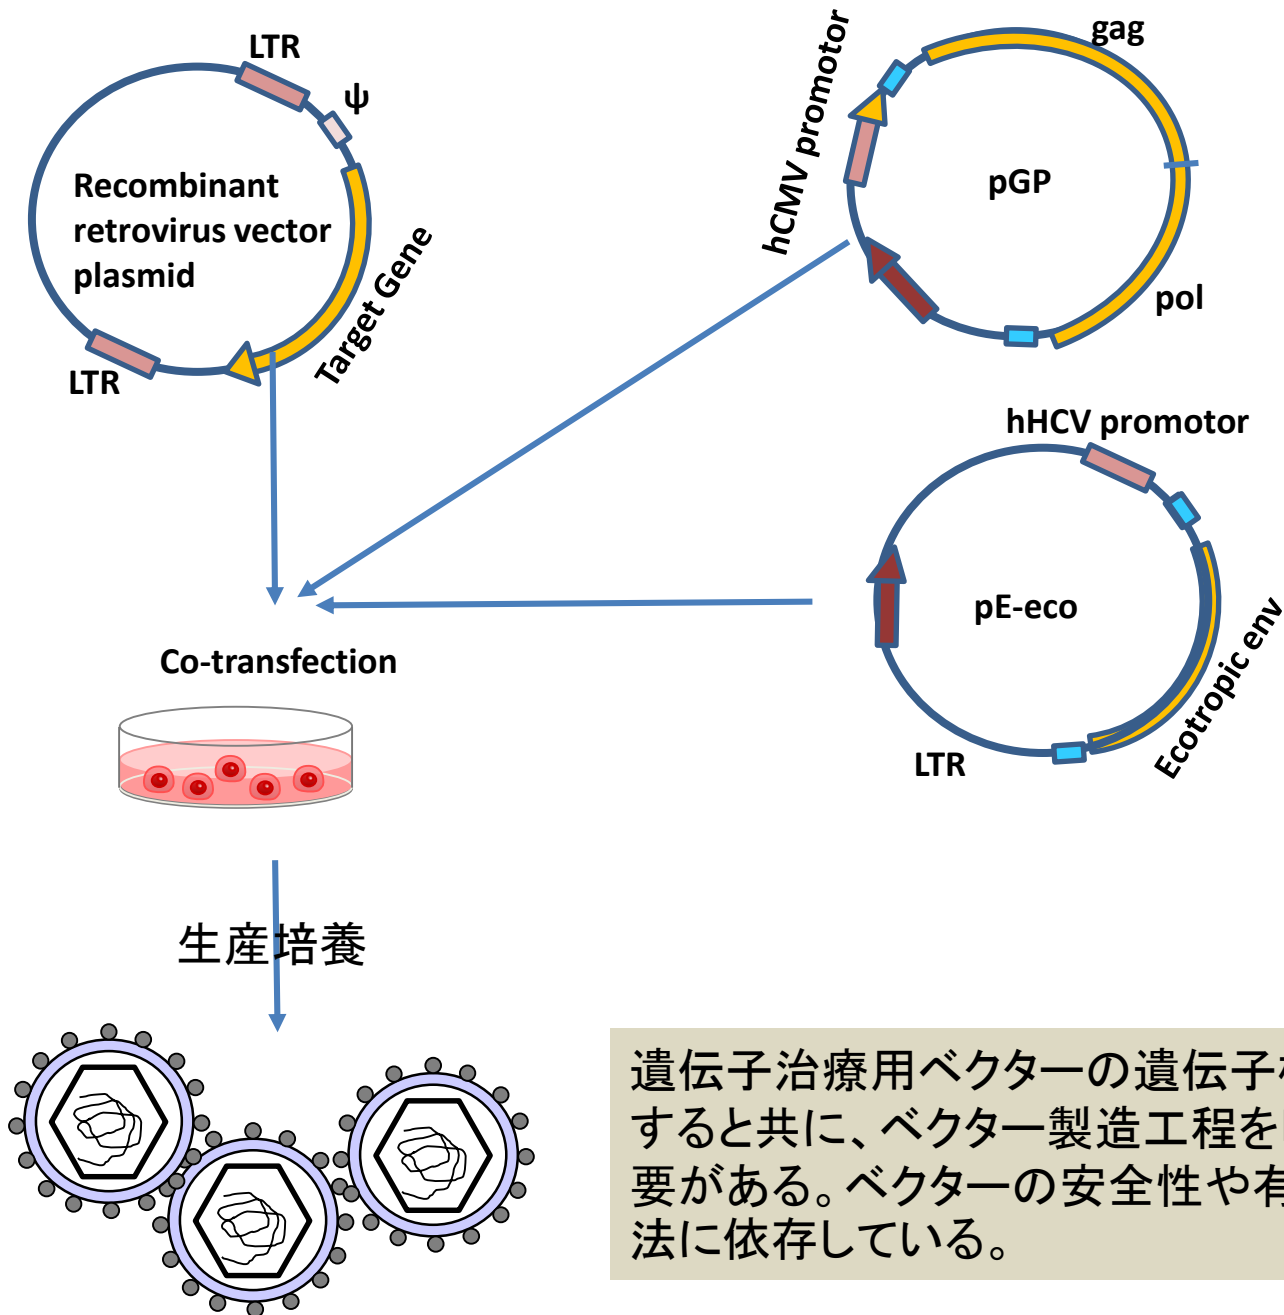 LTR
ψ
Recombinant
retrovirus vector
plasmid
Target Gene
LTR
hCMV promotor
gag
pGP
pol
hHCV promotor
pE-eco
Ecotropic env
LTR
Co-transfection
生産培養
遺伝子治療用ベクターの遺伝子
すると共に、ベクター製造工程を
要がある。ベクターの安全性や有
法に依存している。